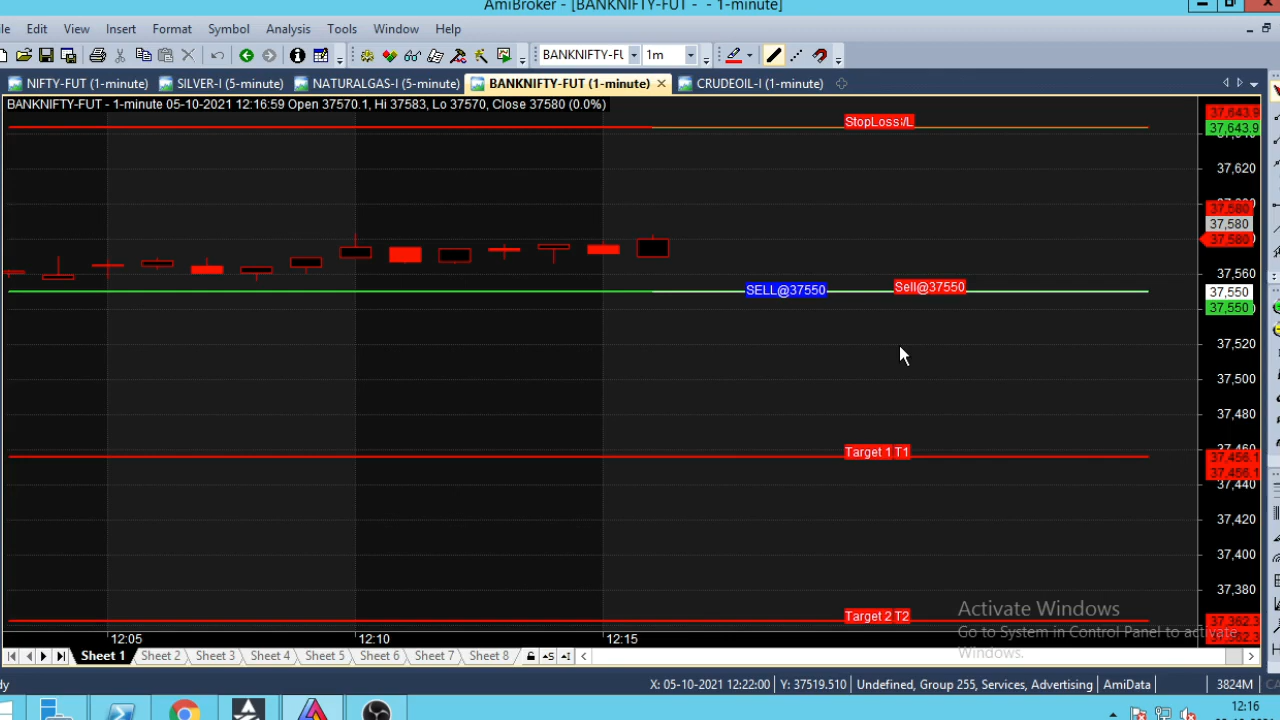 AmiBroker - [BANKNIFTY-FUT - - 1-minute]
Edit View Insert Format Symbol Analysis Tools Window Help
BANKNIFTY-FU 1m
NIFTY-FUT (1-minute) SILVER-I (5-minute) NATURALGAS-I (5-minute) BANKNIFTY-FUT (1-minute) CRUDEOIL-I (1-minute)
BANKNIFTY-FUT - 1-minute 05-10-2021 12:16:59 Open 37570.1, Hi 37583, Lo 37570, Close 37580 (0.0%)
37,643.9
StopLoss:/L
37,643.9
37,620
37,580
37,580
37,580
37,560
SELL@37550 Sell@37550
37,550
37,550
37,520
37,500
37,480
Target 1 T1
37,456.1
37,456.1
37,440
37,420
37,400
37,380
Target 2 T2
37,362.3
37,362.3
Activate Windows
Go to System in Control Panel to activate
Windows.
12:05 12:10 12:15
Sheet 1 Sheet 2 Sheet 3 Sheet 4 Sheet 5 Sheet 6 Sheet 7 Sheet 8
X: 05-10-2021 12:22:00 Y: 37519.510 Undefined, Group 255, Services, Advertising AmiData 3824M
12:16